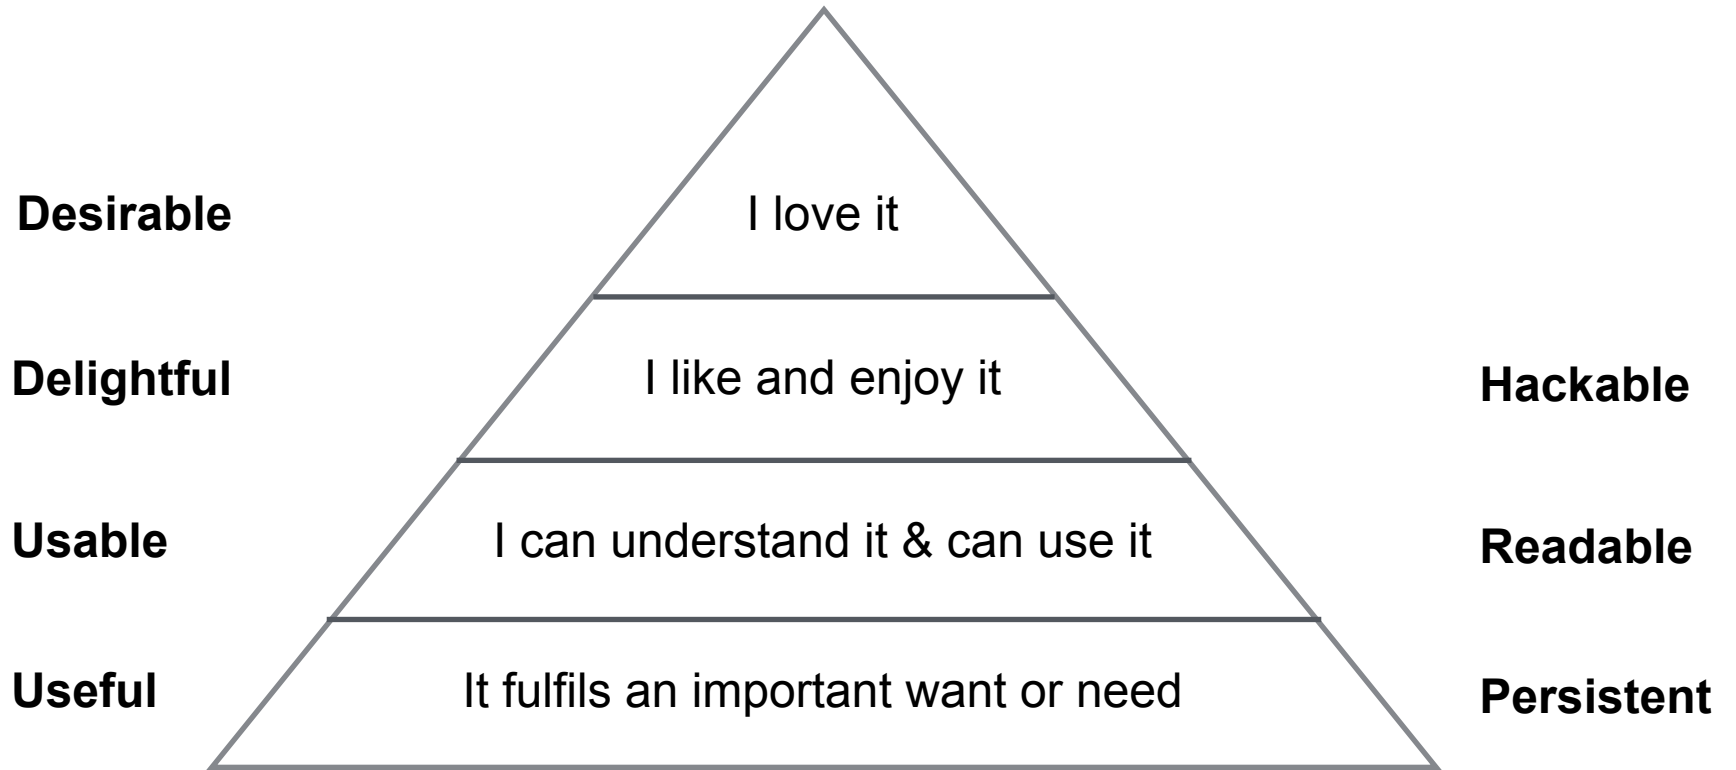 Desirable
I love it
Delightful
I like and enjoy it
Hackable
Usable
I can understand it & can use it
Readable
Useful
It fulfils an important want or need
Persistent